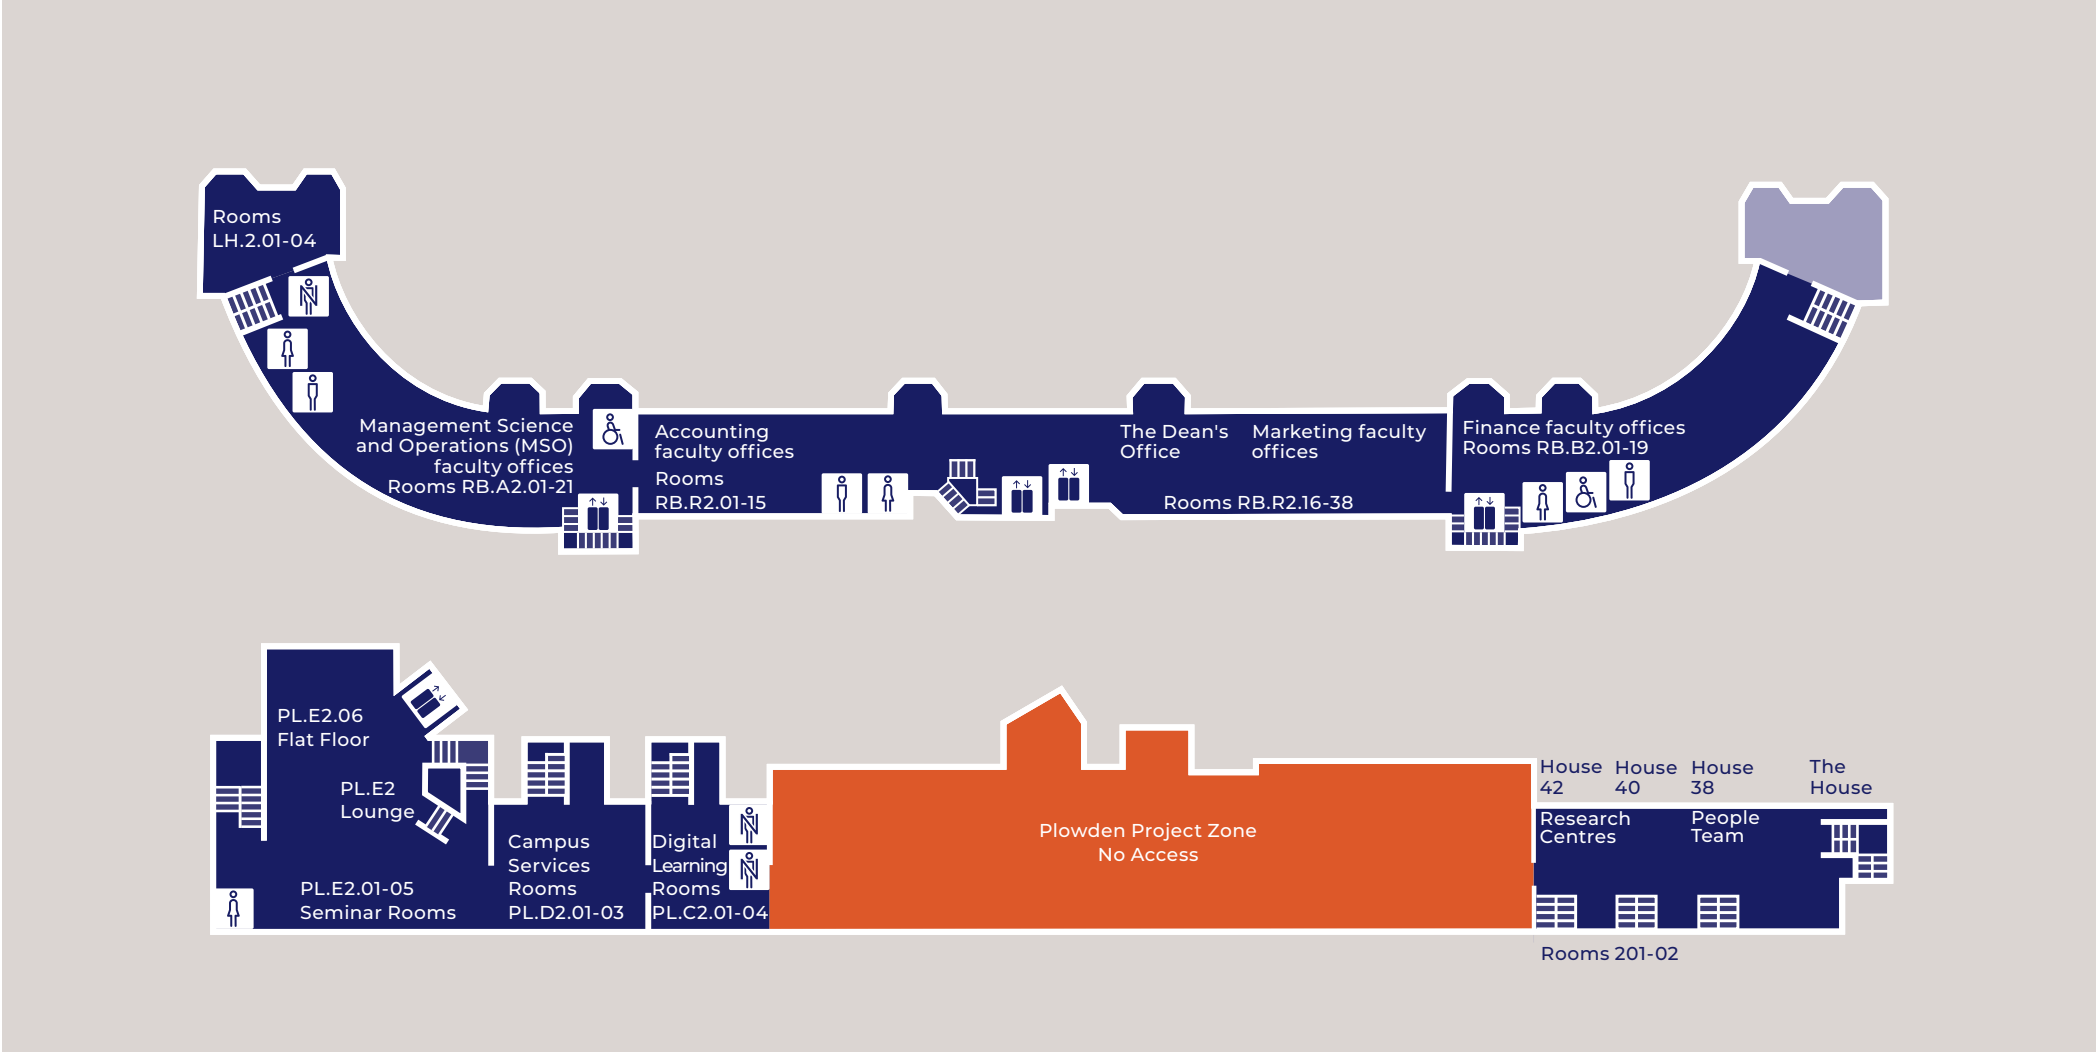 Rooms
LH.2.01-04
Management Science
and Operations (MSO)
faculty offices
Rooms RB.A2.01-21
Accounting
faculty offices
Rooms
RB.R2.01-15
The Dean's
Office
Marketing faculty
offices
Rooms RB.R2.16-38
Finance faculty offices
Rooms RB.B2.01-19
PL.E2.06
Flat Floor
PL.E2
Lounge
PL.E2.01-05
Seminar Rooms
Campus
Services
Rooms
PL.D2.01-03
Digital
Learning
Rooms
PL.C2.01-04
Plowden Project Zone
No Access
House
42
House
40
House
38
The
House
Research
Centres
People
Team
Rooms 201-02